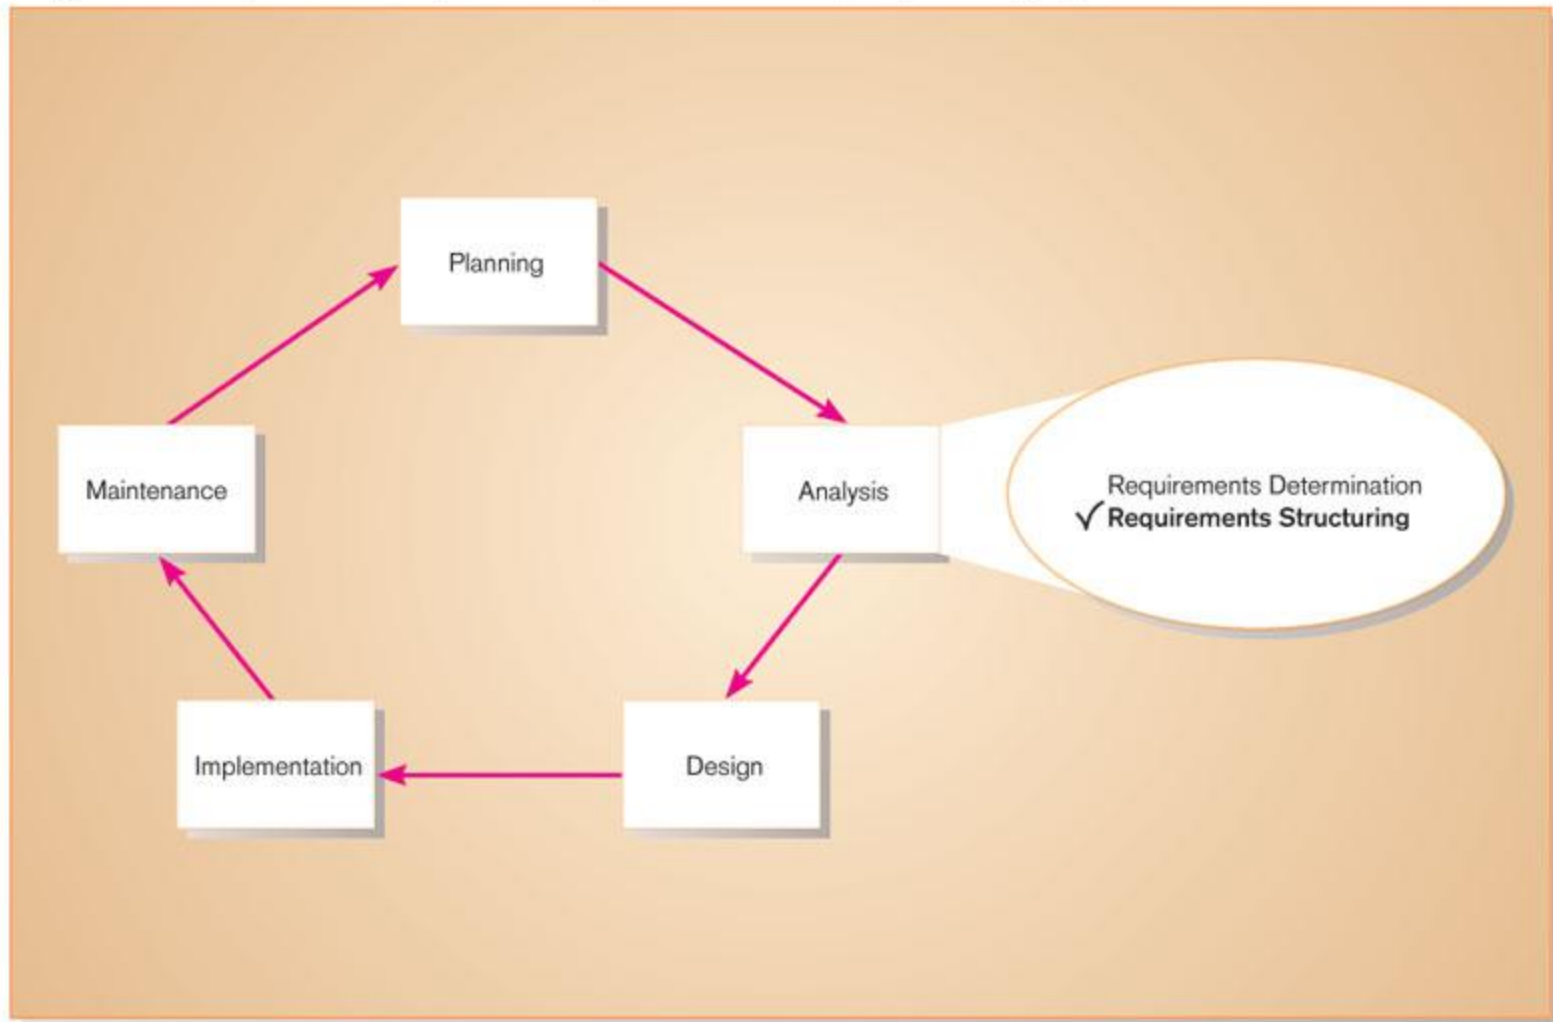 Planning
Maintenance
Analysis
Requirements Determination
✓Requirements Structuring
Implementation
Design